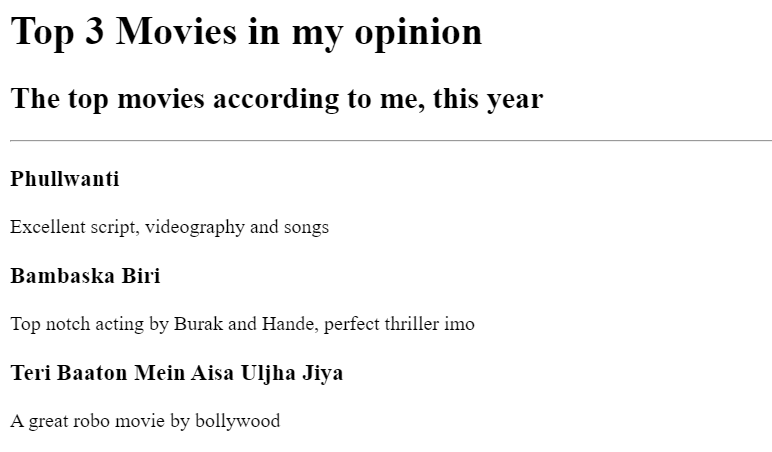 Top 3 Movies in my opinion
The top movies according to me, this year
Phullwanti
Excellent script, videography and songs
Bambaska Biri
Top notch acting by Burak and Hande, perfect thriller imo
Teri Baaton Mein Aisa Uljha Jiya
A great robo movie by bollywood